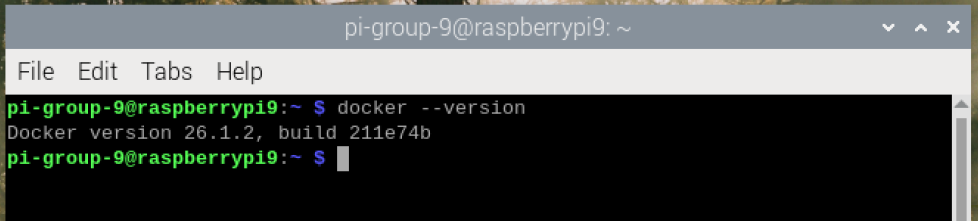 pi-group-9@raspberrypi9: ~
File Edit Tabs Help
pi-group-9@raspberrypi9:~ $ docker --version
Docker version 26.1.2, build 211e74b
pi-group-9@raspberrypi9:~ $